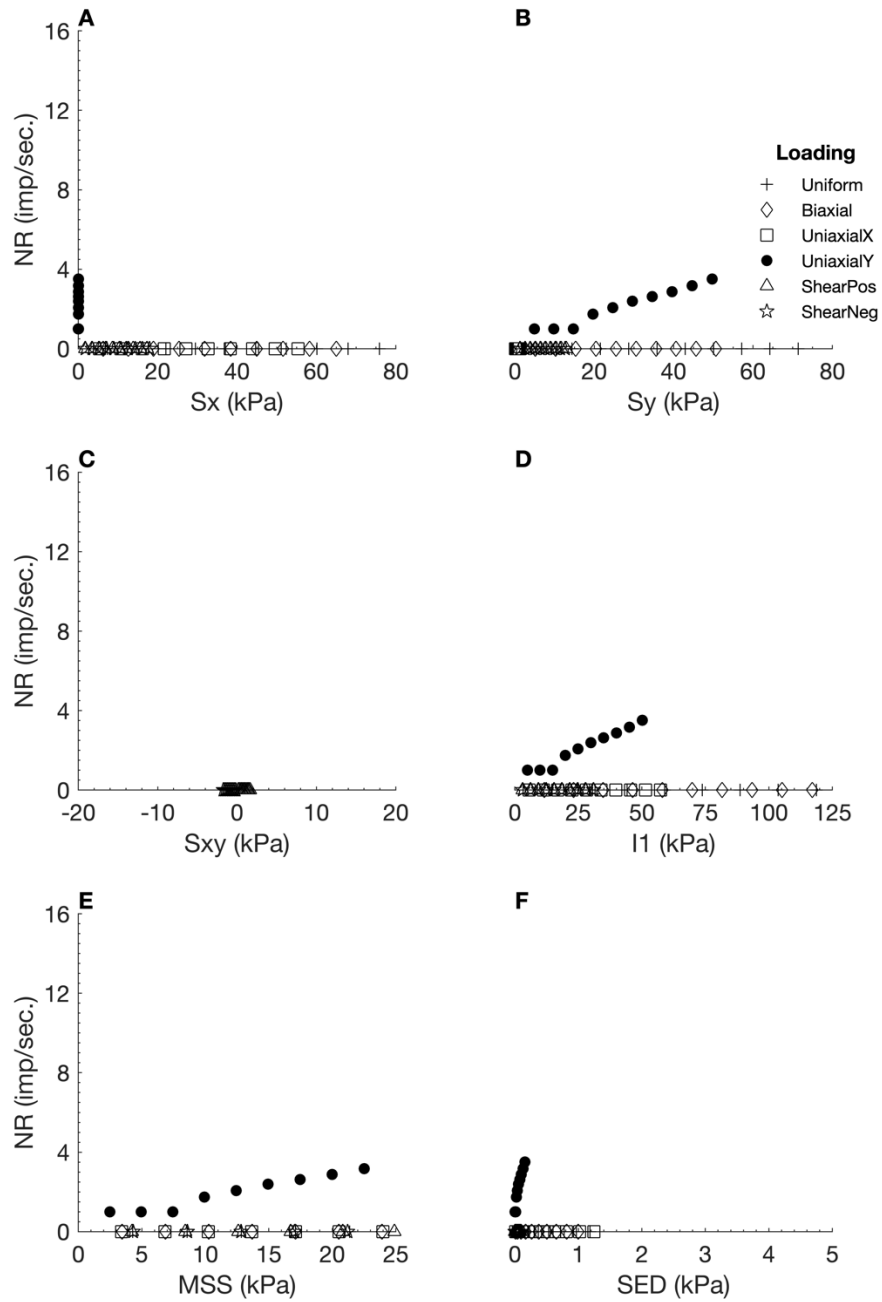 A
B
16
12
8
4
0
NR (imp/sec.)
0 20 40 60 80
Sx (kPa)
0 20 40 60 80
Sy (kPa)
Loading
Uniform
Biaxial
UniaxialX
UniaxialY
ShearPos
ShearNeg
C
D
16
12
8
4
0
NR (imp/sec.)
-20 -10 0 10 20
Sxy (kPa)
0 25 50 75 100 125
I1 (kPa)
E
F
16
12
8
4
0
NR (imp/sec.)
0 5 10 15 20 25
MSS (kPa)
0 1 2 3 4 5
SED (kPa)